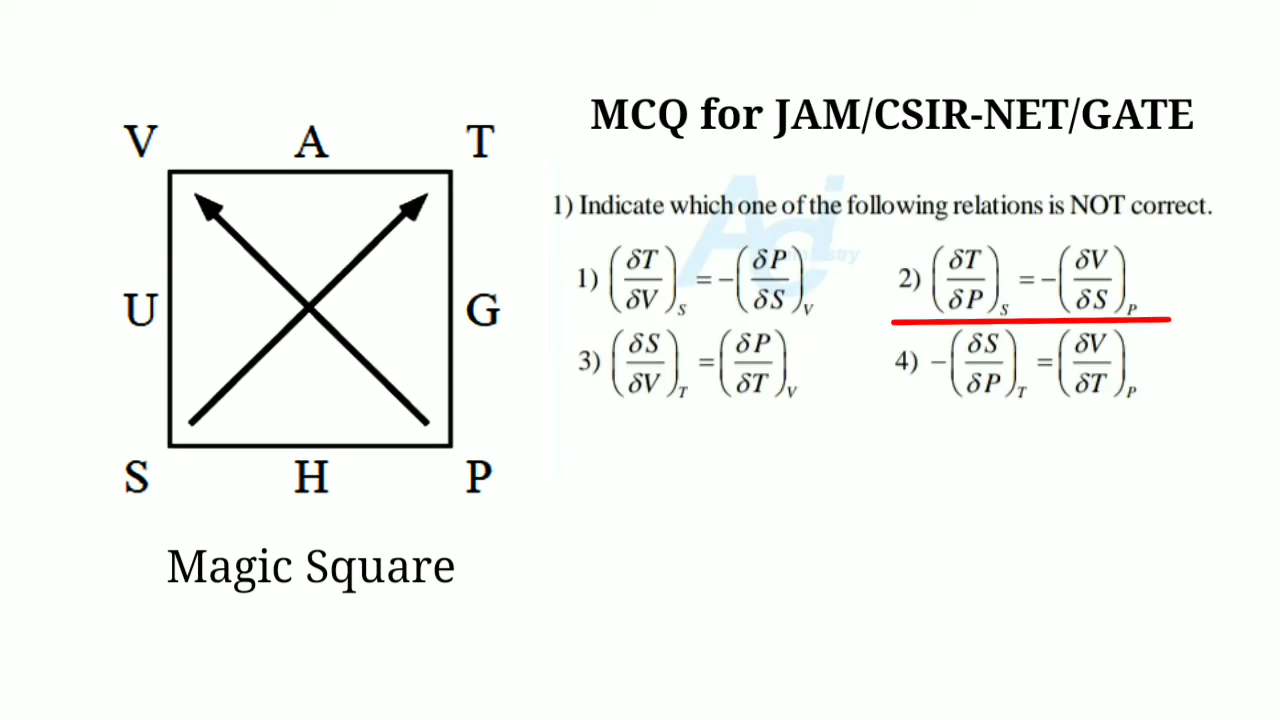 V A T
U G
S H P
Magic Square
MCQ for JAM/CSIR-NET/GATE
1) Indicate which one of the following relations is NOT correct.
1) (δT/δV)_S = −(δP/δS)_V 2) (δT/δP)_S = −(δV/δS)_P
3) (δS/δV)_T = (δP/δT)_V 4) −(δS/δP)_T = (δV/δT)_P